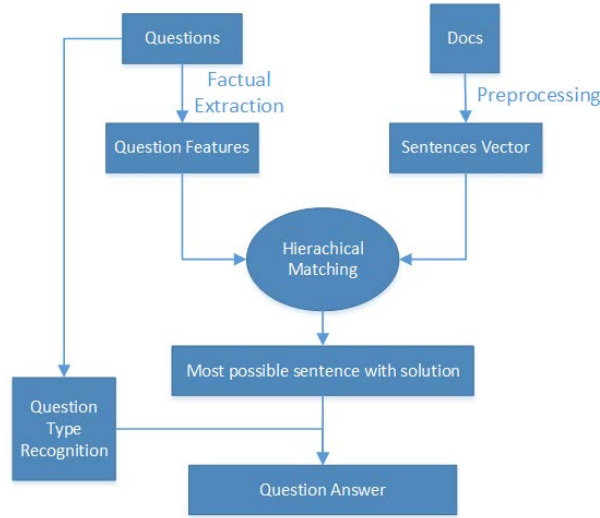 Questions
Docs
Factual
Extraction
Preprocessing
Question Features
Sentences Vector
Hierachical
Matching
Most possible sentence with solution
Question
Type
Recognition
Question Answer